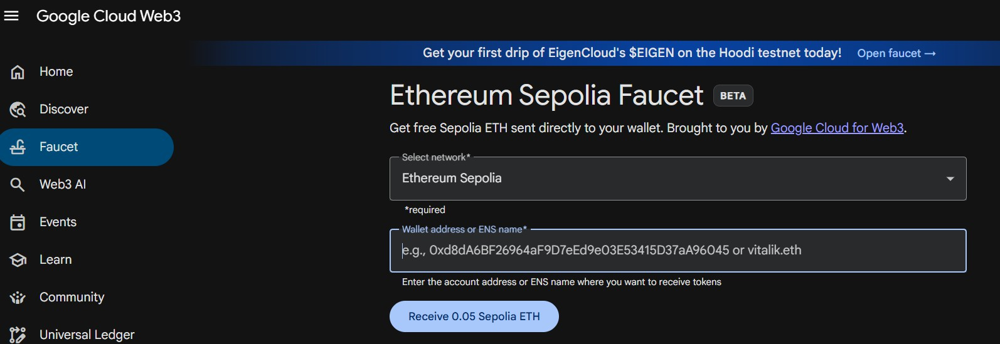 Google Cloud Web3
Home
Discover
Faucet
Web3 AI
Events
Learn
Community
Universal Ledger
Get your first drip of EigenCloud's $EIGEN on the Hoodi testnet today! Open faucet →
Ethereum Sepolia Faucet BETA
Get free Sepolia ETH sent directly to your wallet. Brought to you by Google Cloud for Web3.
Select network*
Ethereum Sepolia
*required
Wallet address or ENS name*
e.g., 0xd8dA6BF26964aF9D7eEd9e03E53415D37aA96045 or vitalik.eth
Enter the account address or ENS name where you want to receive tokens
Receive 0.05 Sepolia ETH